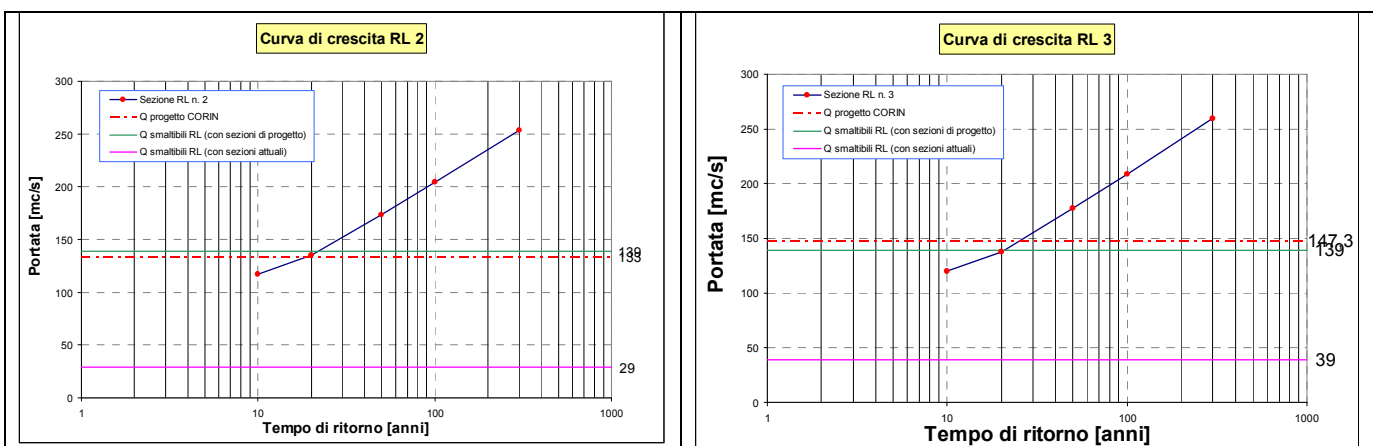 Curva di crescita RL 2
300
250
200
150
100
50
0
Portata [mc/s]
Sezione RL n. 2
Q progetto CORIN
Q smaltibili RL (con sezioni di progetto)
Q smaltibili RL (con sezioni attuali)
139
133
29
1
10
100
1000
Tempo di ritorno [anni]
Curva di crescita RL 3
300
250
200
150
100
50
0
Portata [mc/s]
Sezione RL n. 3
Q progetto CORIN
Q smaltibili RL (con sezioni di progetto)
Q smaltibili RL (con sezioni attuali)
147.3
139
39
1
10
100
1000
Tempo di ritorno [anni]